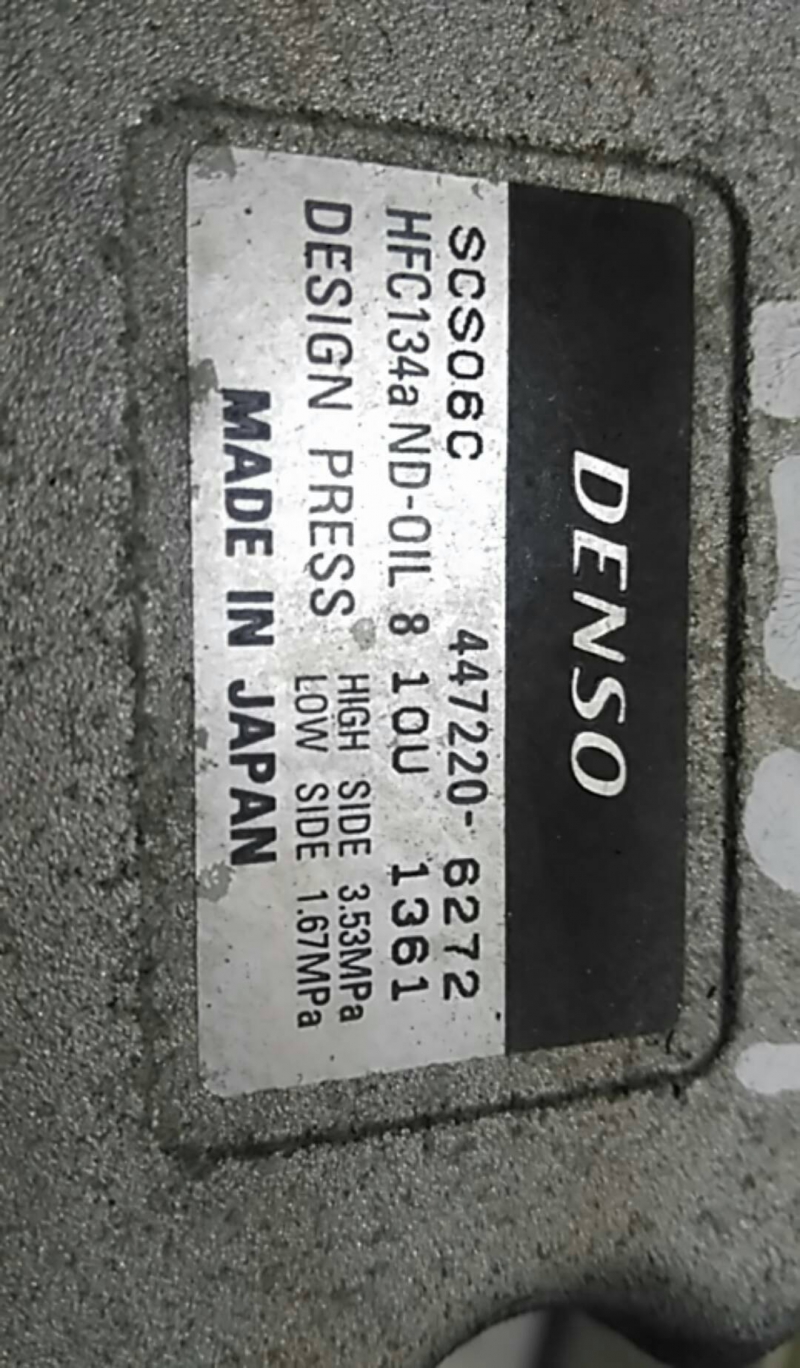 DENSO
SCS06C 447220-6272
HFC134a ND-OIL 8 10U 1361
DESIGN PRESS HIGH SIDE 3.53MPa
LOW SIDE 1.67MPa
MADE IN JAPAN